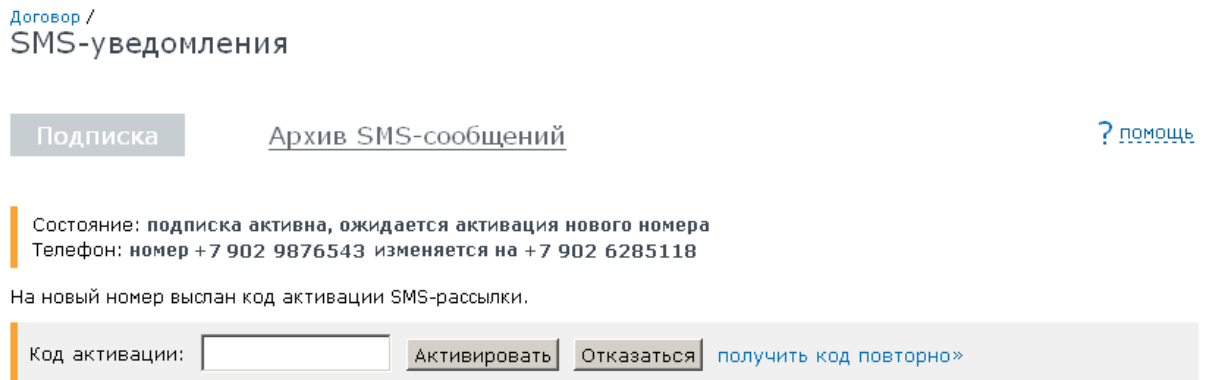 Договор /
SMS-уведомления
Подписка Архив SMS-сообщений ? помощь
Состояние: подписка активна, ожидается активация нового номера
Телефон: номер +7 902 9876543 изменяется на +7 902 6285118
На новый номер выслан код активации SMS-рассылки.
Код активации: Активировать Отказаться получить код повторно»